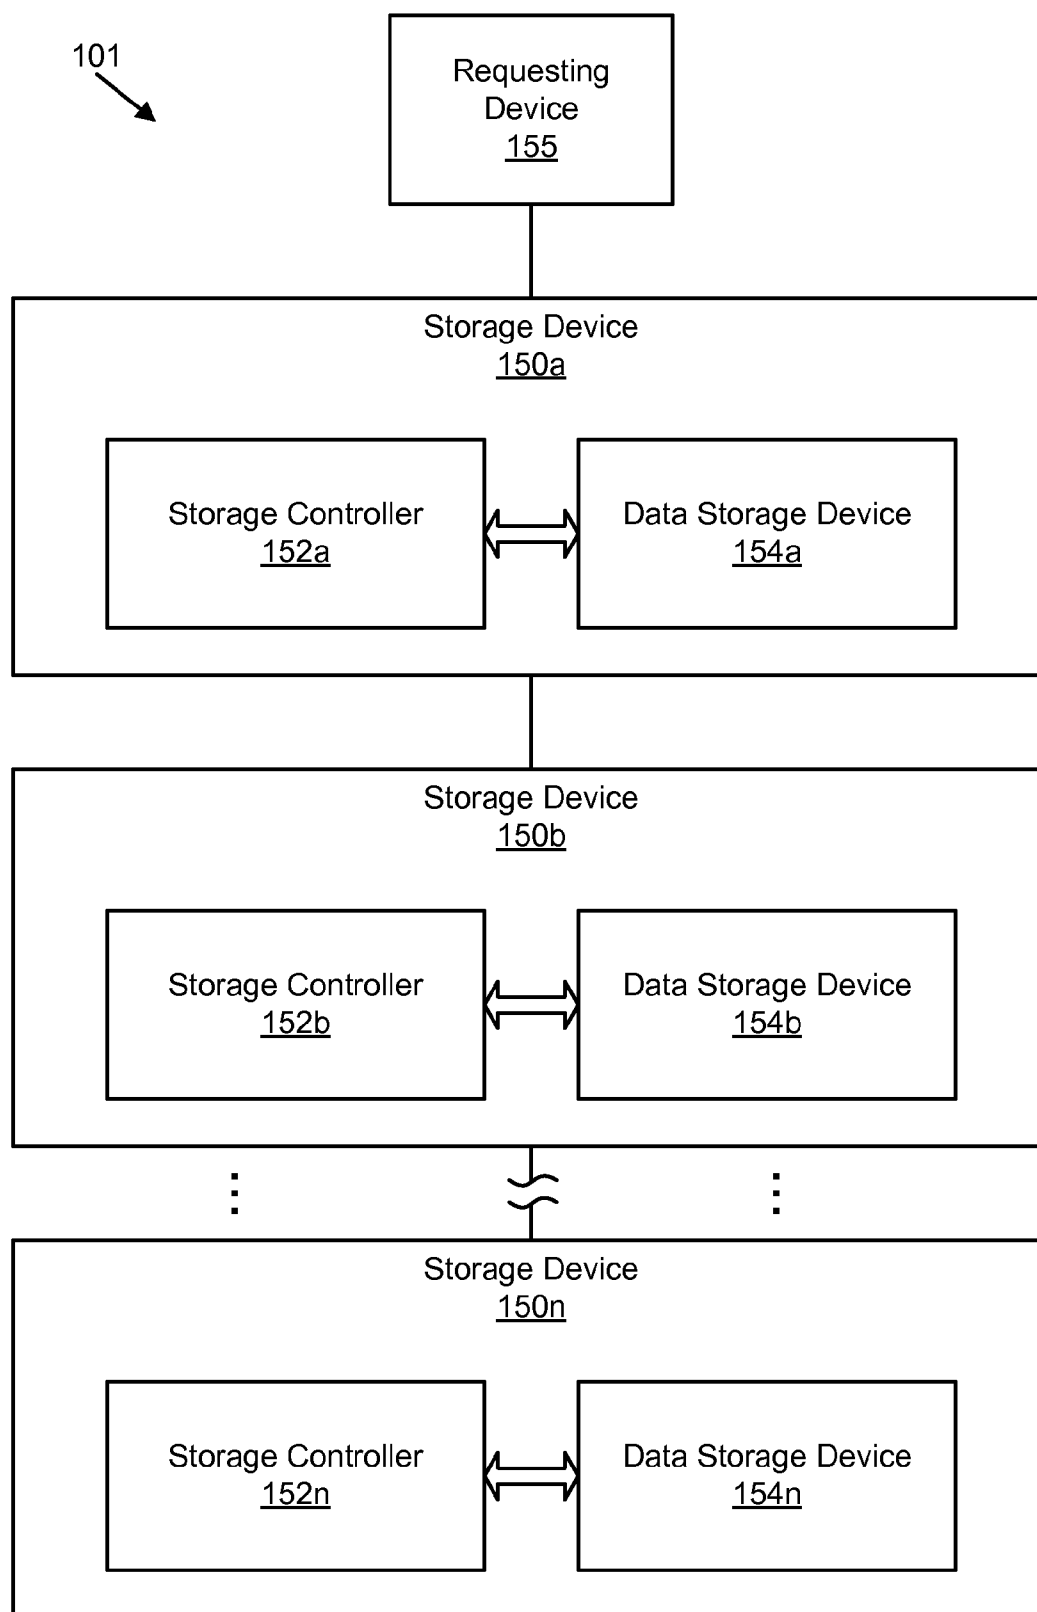 101
Requesting
Device
155
Storage Device
150a
Storage Controller
152a
Data Storage Device
154a
Storage Device
150b
Storage Controller
152b
Data Storage Device
154b
Storage Device
150n
Storage Controller
152n
Data Storage Device
154n